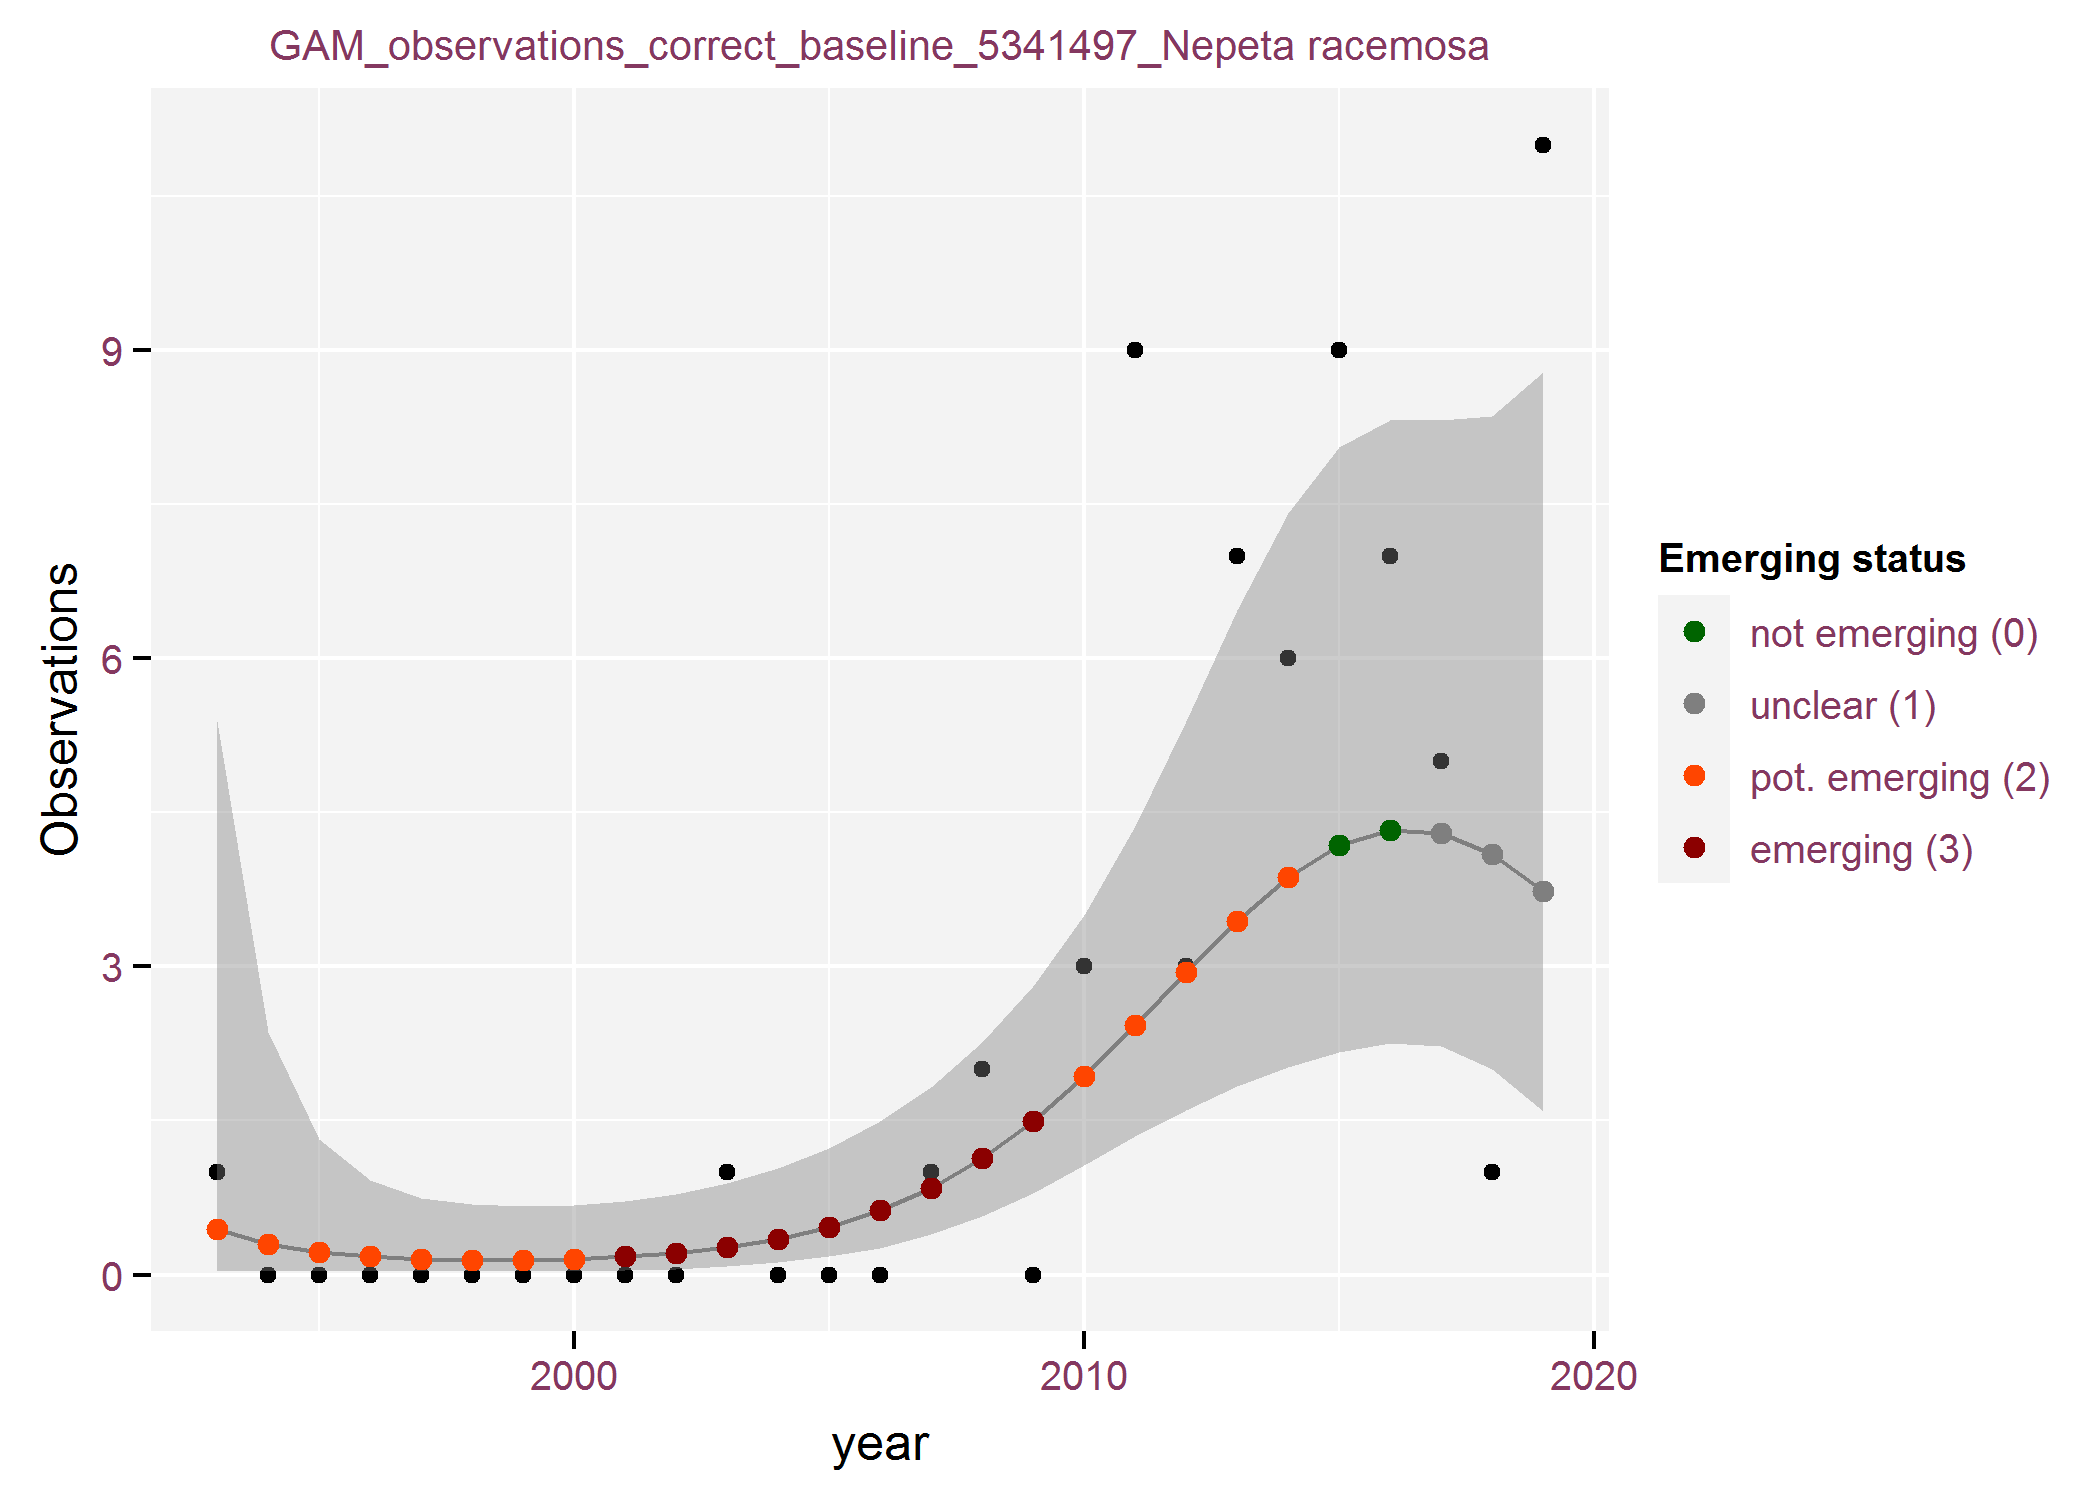 GAM_observations_correct_baseline_5341497_Nepeta racemosa
Observations
9
6
3
0
2000
2010
2020
year
Emerging status
not emerging (0)
unclear (1)
pot. emerging (2)
emerging (3)